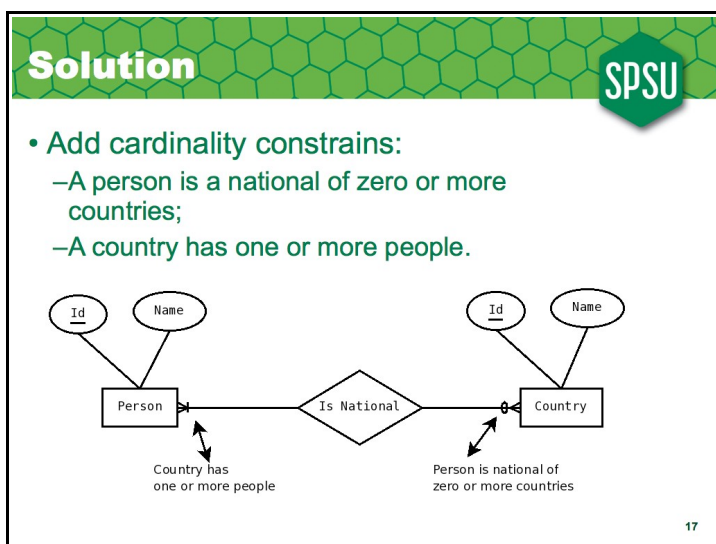 Solution
SPSU
• Add cardinality constrains:
–A person is a national of zero or more
countries;
–A country has one or more people.
Id
Name
Id
Name
Person
Is National
Country
Country has
one or more people
Person is national of
zero or more countries
17